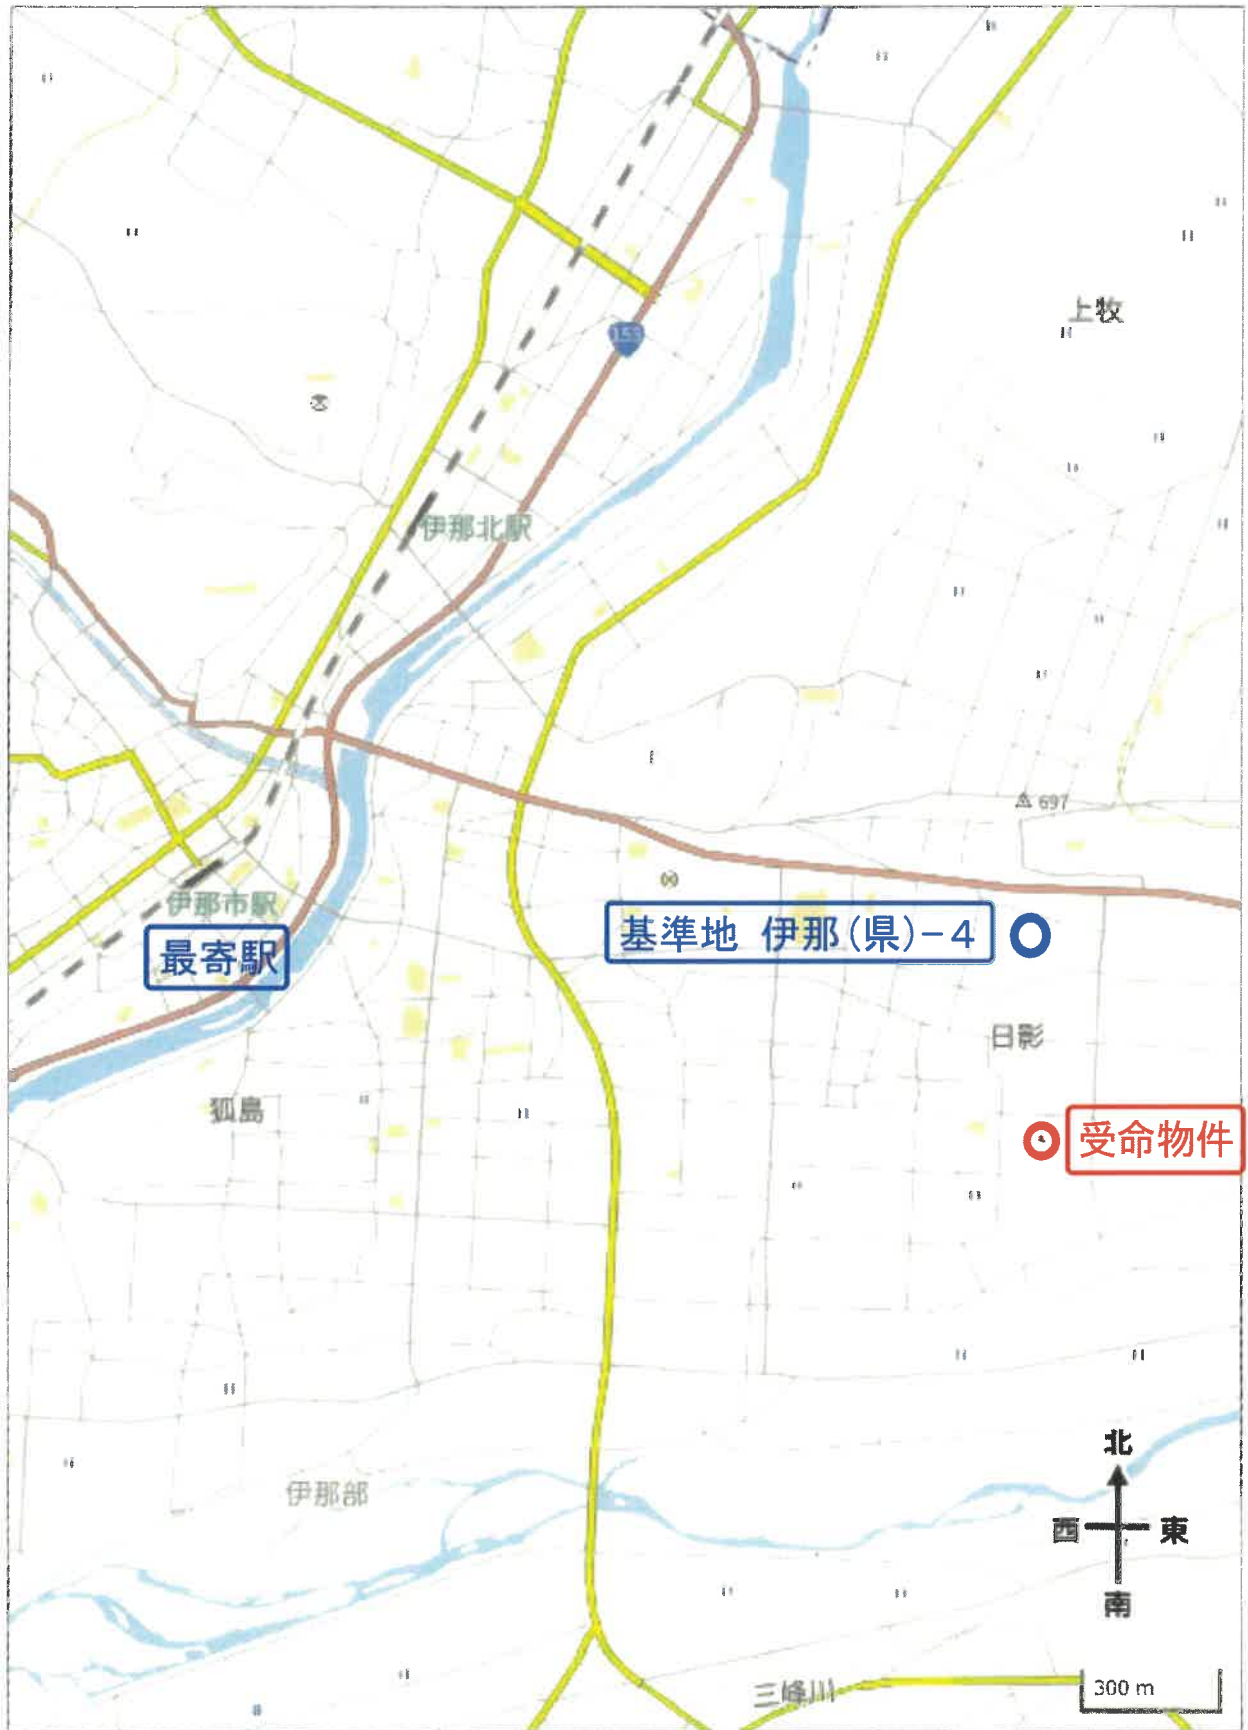 153
上牧
伊那北駅
697
伊那市駅
最寄駅
基準地 伊那(県)-4
日影
狐島
受命物件
伊那部
北
西 東
南
三峰川
300 m